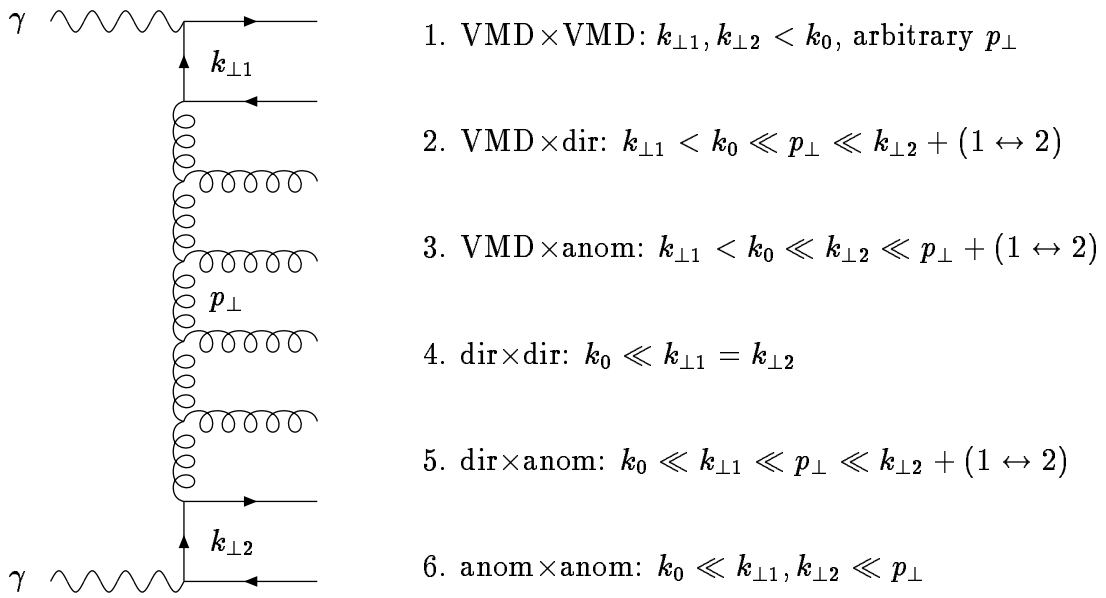 γ
k⊥1
p⊥
k⊥2
γ
1. VMD×VMD: k⊥1, k⊥2 < k0, arbitrary p⊥
2. VMD×dir: k⊥1 < k0 ≪ p⊥ ≪ k⊥2 + (1 ↔ 2)
3. VMD×anom: k⊥1 < k0 ≪ k⊥2 ≪ p⊥ + (1 ↔ 2)
4. dir×dir: k0 ≪ k⊥1 = k⊥2
5. dir×anom: k0 ≪ k⊥1 ≪ p⊥ ≪ k⊥2 + (1 ↔ 2)
6. anom×anom: k0 ≪ k⊥1, k⊥2 ≪ p⊥